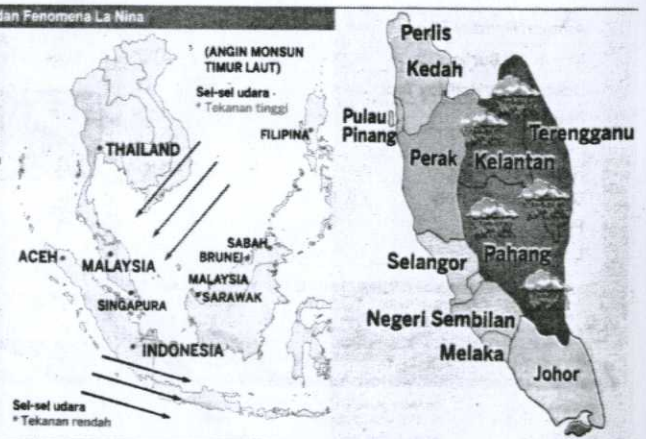 dan Fenomena La Nina
(ANGIN MONSUN
TIMUR LAUT)
Sel-sel udara
* Tekanan tinggi
FILIPINA
THAILAND
ACEH
MALAYSIA
SABAH
BRUNEI
MALAYSIA
SARAWAK
SINGAPURA
INDONESIA
Sel-sel udara
* Tekanan rendah
Perlis
Kedah
Pulau
Pinang
Perak
Kelantan
Terengganu
Selangor
Pahang
Negeri Sembilan
Melaka
Johor